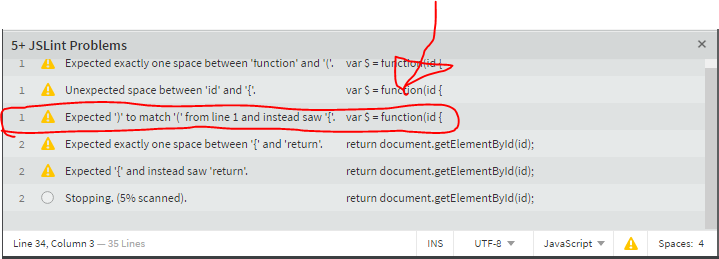 5+ JSLint Problems ×
1 Expected exactly one space between 'function' and '('. var $ = function(id {
1 Unexpected space between 'id' and '{'. var $ = function(id {
1 Expected ')' to match '(' from line 1 and instead saw '{'. var $ = function(id {
2 Expected exactly one space between '{' and 'return'. return document.getElementById(id);
2 Expected '{' and instead saw 'return'. return document.getElementById(id);
2 Stopping. (5% scanned). return document.getElementById(id);
Line 34, Column 3 — 35 Lines INS UTF-8 JavaScript Spaces: 4